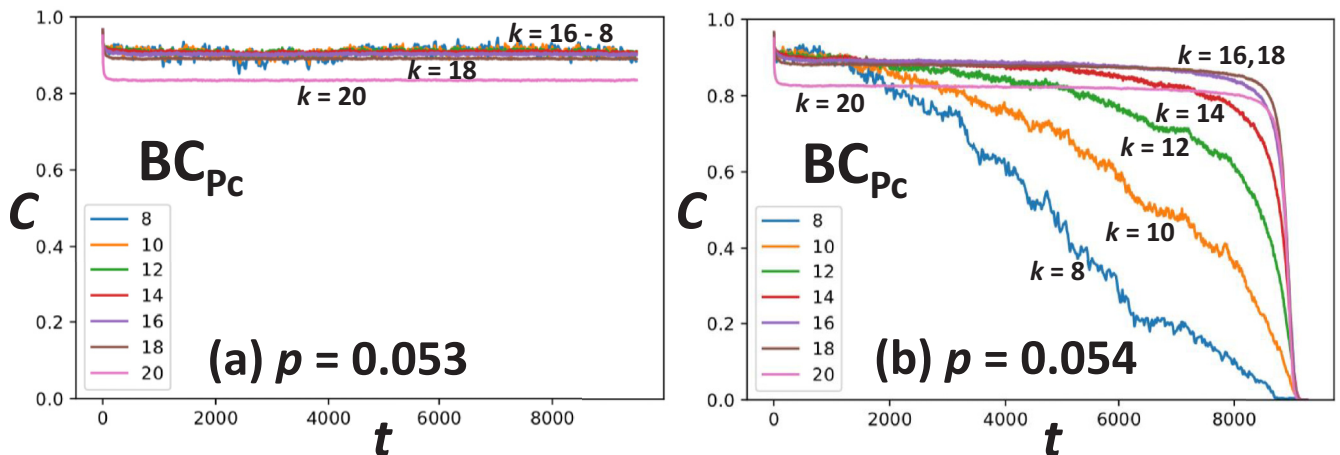 1.0
0.8
0.6
0.4
0.2
0.0
C
k = 16 - 8
k = 18
k = 20
BC_Pc
8
10
12
14
16
18
20
(a) p = 0.053
0 2000 4000 6000 8000
t
1.0
0.8
0.6
0.4
0.2
0.0
C
k = 16,18
k = 20
k = 14
k = 12
BC_Pc
k = 10
k = 8
8
10
12
14
16
18
20
(b) p = 0.054
0 2000 4000 6000 8000
t